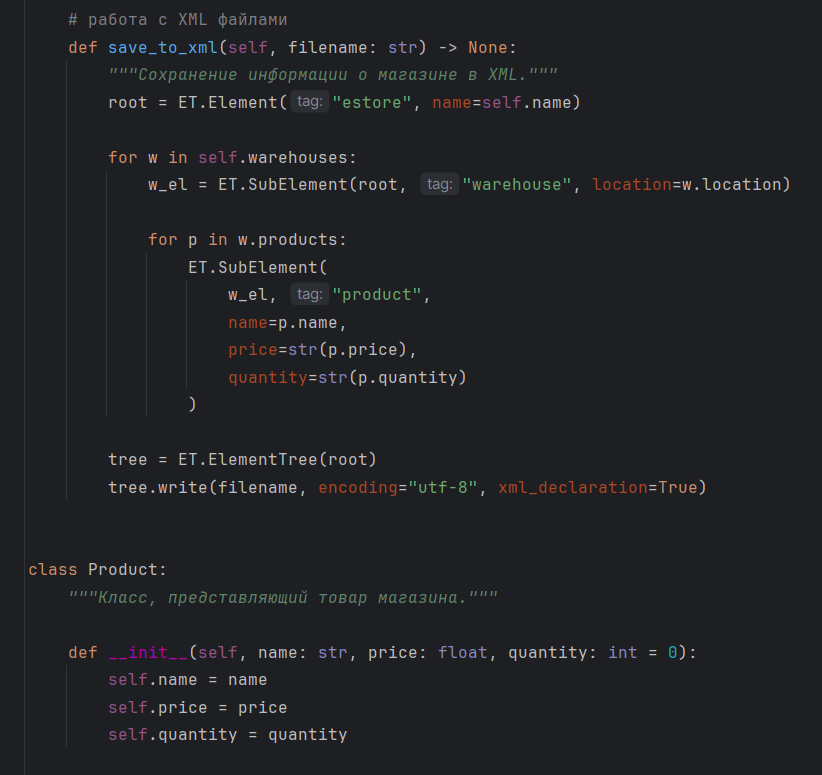 # работа с XML файлами
def save_to_xml(self, filename: str) -> None:
"""Сохранение информации о магазине в XML."""
root = ET.Element(tag: "estore", name=self.name)
for w in self.warehouses:
w_el = ET.SubElement(root, tag: "warehouse", location=w.location)
for p in w.products:
ET.SubElement(
w_el, tag: "product",
name=p.name,
price=str(p.price),
quantity=str(p.quantity)
)
tree = ET.ElementTree(root)
tree.write(filename, encoding="utf-8", xml_declaration=True)
class Product:
"""Класс, представляющий товар магазина."""
def __init__(self, name: str, price: float, quantity: int = 0):
self.name = name
self.price = price
self.quantity = quantity